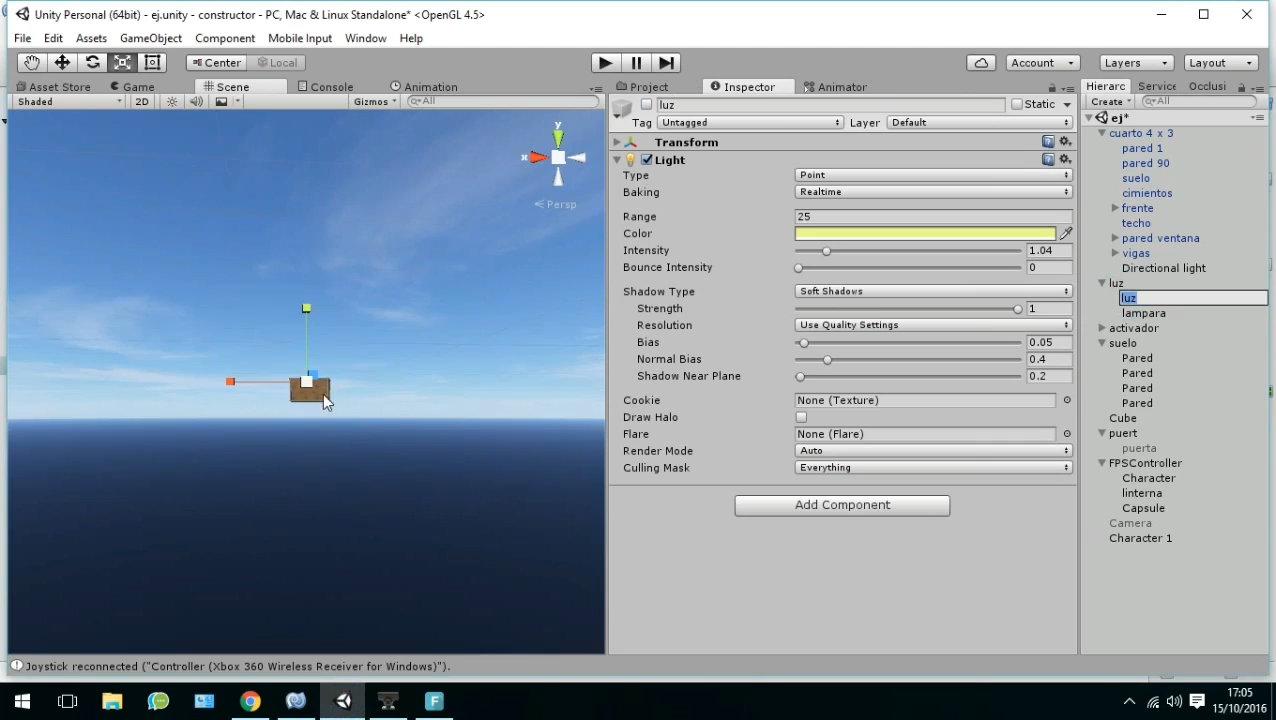 Unity Personal (64bit) - ej.unity - constructor - PC, Mac & Linux Standalone* <OpenGL 4.5>
File Edit Assets GameObject Component Mobile Input Window Help
Center Local Account Layers Layout
Asset Store Game Scene Console Animation Project Inspector Animator Hierarc Service Occlusi
Shaded 2D Gizmos All luz Static Create All
Tag Untagged Layer Default ej*
Transform
Light
Type Point
Baking Realtime
Range 25
Color
Intensity 1.04
Bounce Intensity 0
Shadow Type Soft Shadows
Strength 1
Resolution Use Quality Settings
Bias 0.05
Normal Bias 0.4
Shadow Near Plane 0.2
Cookie None (Texture)
Draw Halo
Flare None (Flare)
Render Mode Auto
Culling Mask Everything
Add Component
y
x
Persp
cuarto 4 x 3
pared 1
pared 90
suelo
cimientos
frente
techo
pared ventana
vigas
Directional light
luz
luz
lampara
activador
suelo
Pared
Pared
Pared
Pared
Cube
puert
puerta
FPSController
Character
linterna
Capsule
Camera
Character 1
Joystick reconnected ("Controller (Xbox 360 Wireless Receiver for Windows)").
17:05
15/10/2016